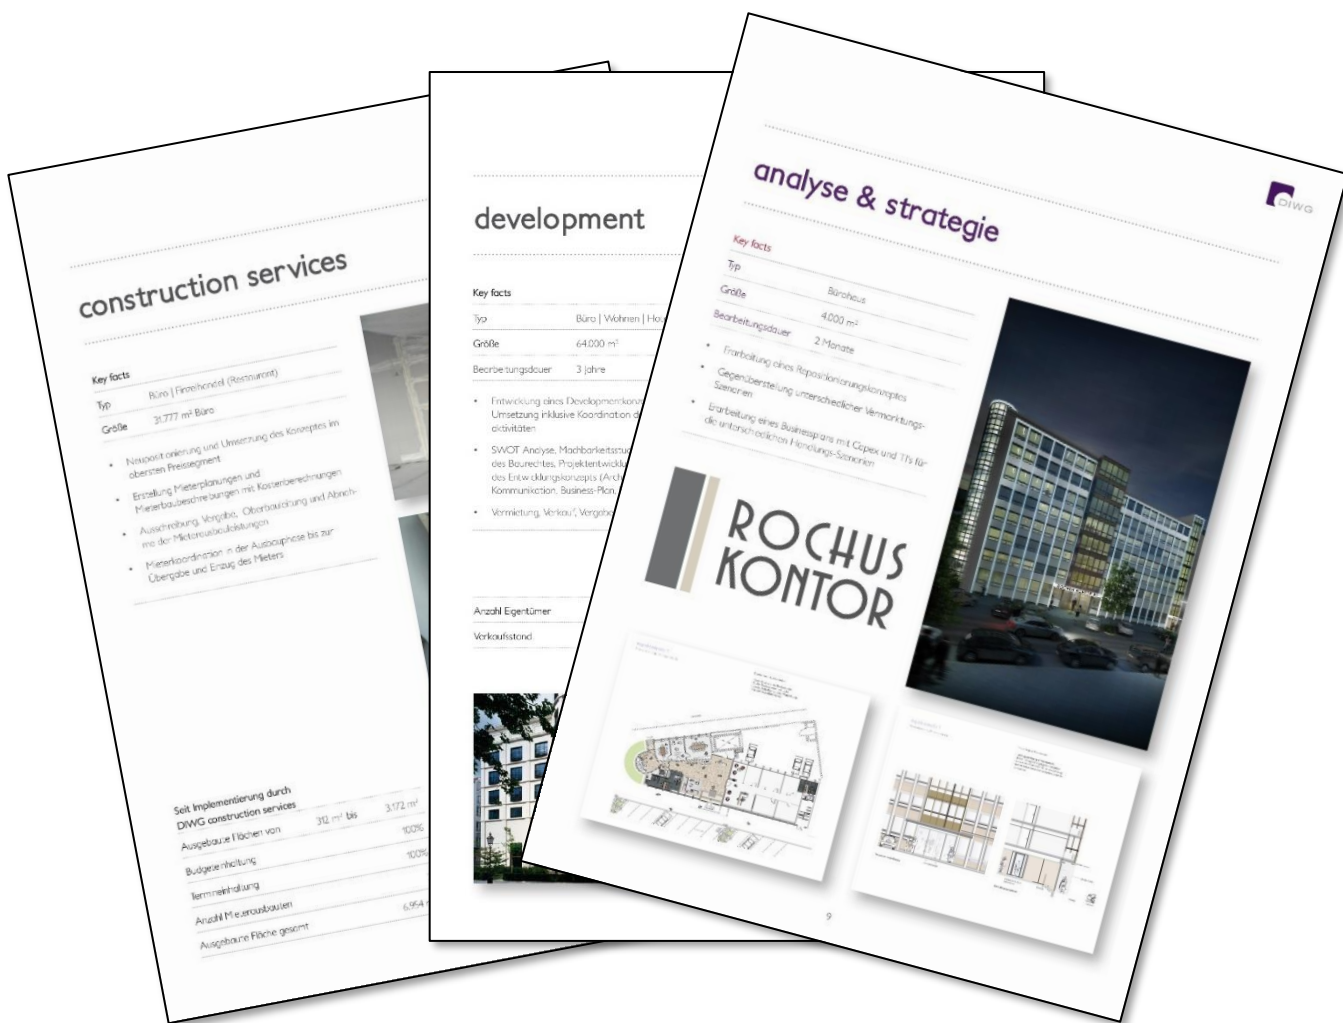 construction services
Key facts
Typ Büro | Einzelhandel (Restaurant)
Größe 31.777 m² Büro
• Neupositionierung und Umsetzung des Konzeptes im
obersten Preissegment
• Erstellung Mieterplanungen und
Mieterbaubeschreibungen mit Kostenberechnungen
• Ausschreibung, Vergabe, Oberbauleitung und Abnah-
me der Mieterausbauleistungen
• Mieterkoordination in der Ausbauphase bis zur
Übergabe und Einzug des Mieters
Seit Implementierung durch
DIWG construction services
Ausgebaute Flächen von 312 m² bis 3.172 m²
Budgeteinhaltung 100%
Termineinhaltung 100%
Anzahl Mieterausbauten
Ausgebaute Fläche gesamt 6.954
development
Key facts
Typ Büro | Wohnen |
Größe 64.000 m²
Bearbeitungsdauer 3 Jahre
• Entwicklung eines Developmentkonz
Umsetzung inklusive Koordination d
aktivitäten
• SWOT Analyse, Machbarkeitsstud
des Baurechtes, Projektentwicklu
des Entwicklungskonzepts (Arch
Kommunikation, Business-Plan,
• Vermietung, Verkauf, Vergabe
Anzahl Eigentümer
Verkaufsstand
DIWG
analyse & strategie
Key facts
Typ Bürohaus
Größe 4.000 m²
Bearbeitungsdauer 2 Monate
• Erarbeitung eines Repositionierungskonzeptes
• Gegenüberstellung unterschiedlicher Vermarktungs-
Szenarien
• Erarbeitung eines Businessplans mit Capex und TI's für
die unterschiedlichen Handlungs-Szenarien
ROCHUS
KONTOR
9